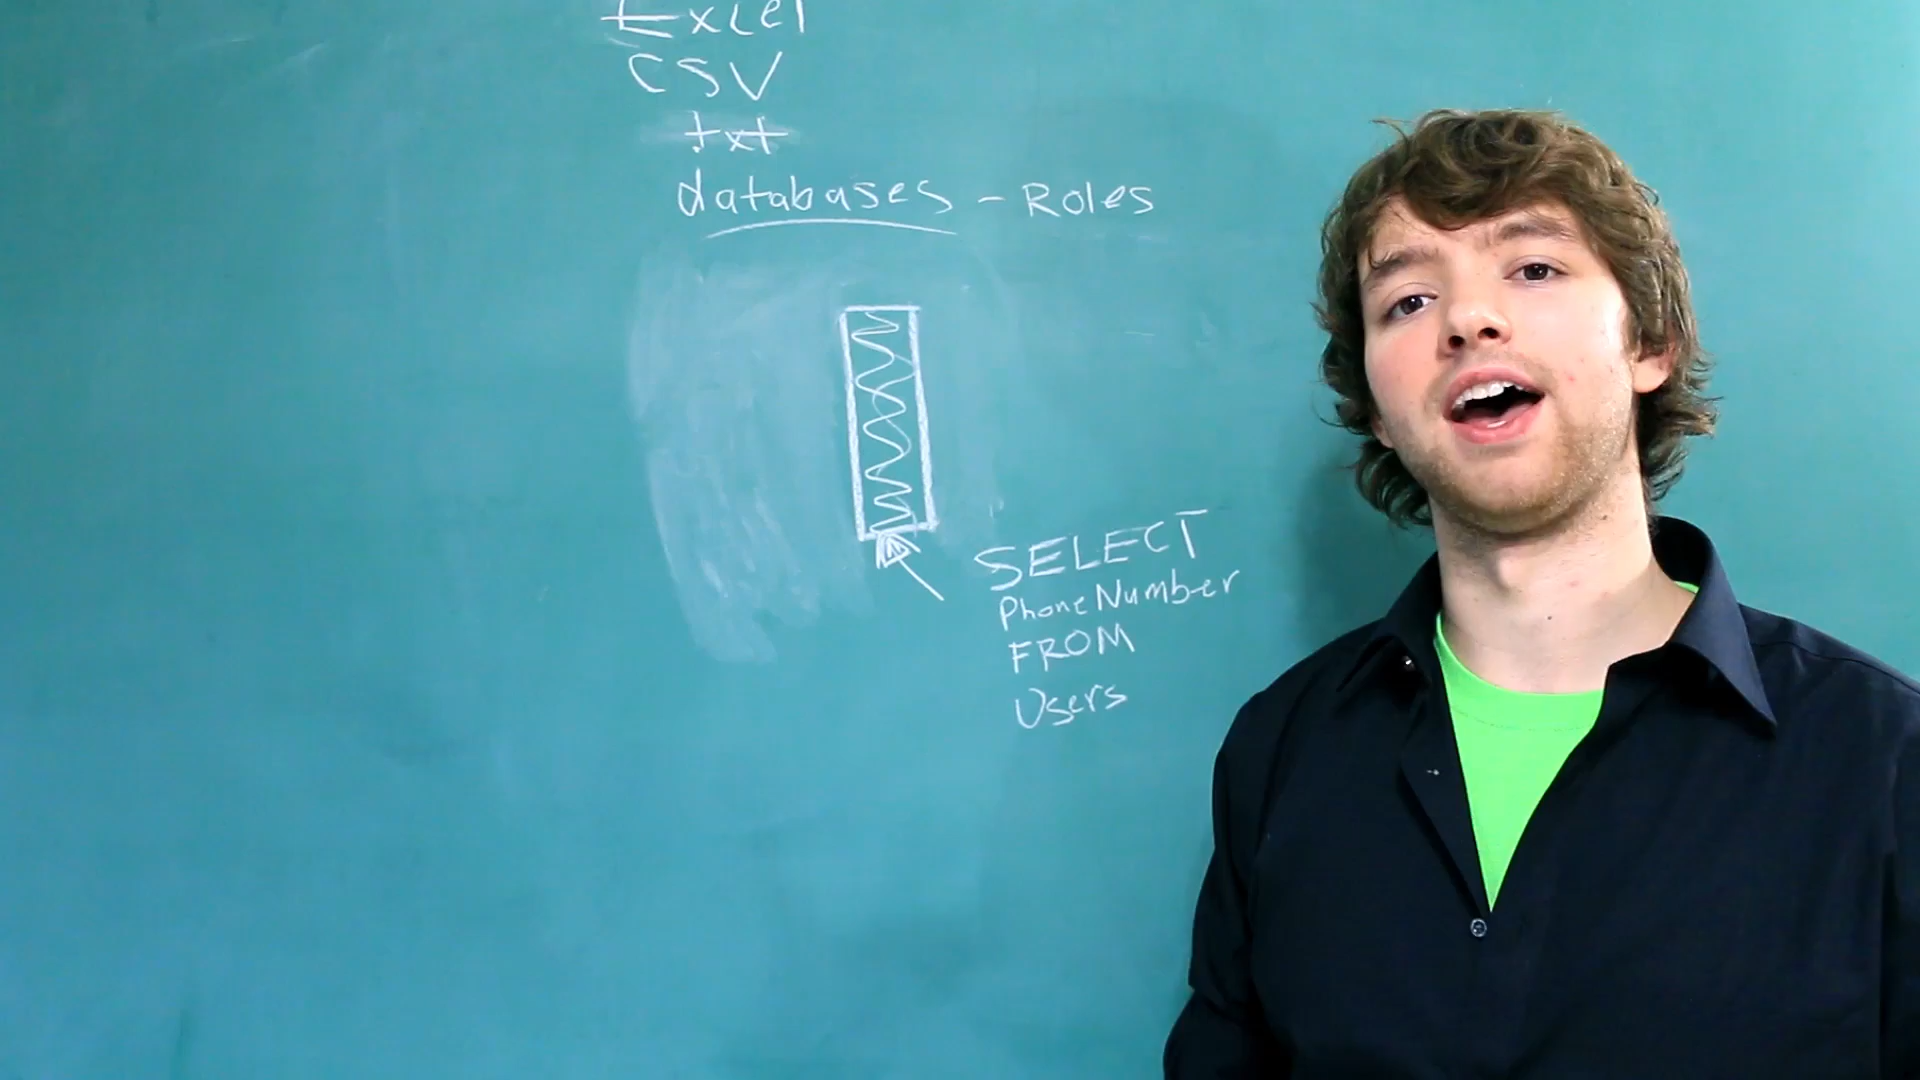 Excel
CSV
.txt
databases - Roles
SELECT
PhoneNumber
FROM
Users